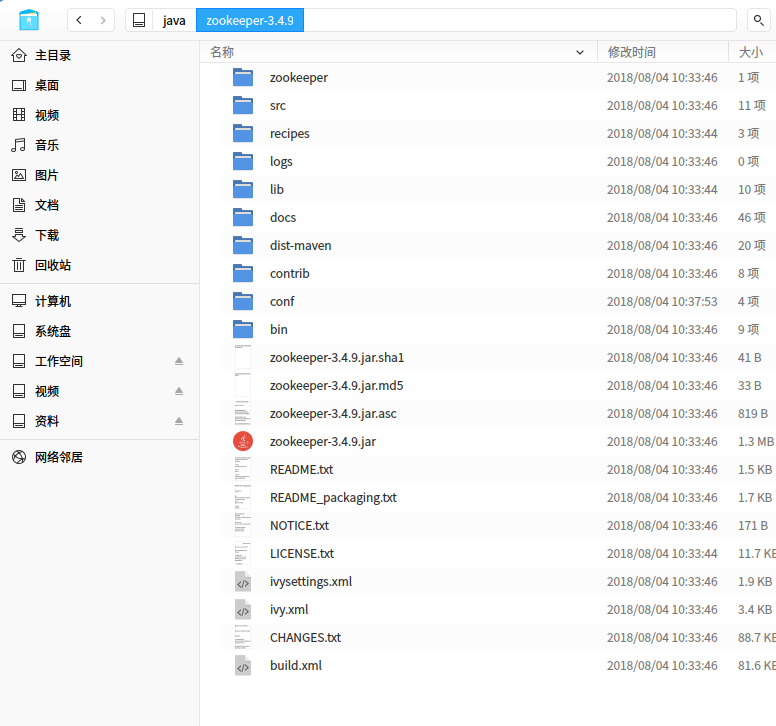 java zookeeper-3.4.9
主目录
桌面
视频
音乐
图片
文档
下载
回收站
计算机
系统盘
工作空间
视频
资料
网络邻居
名称 修改时间 大小
zookeeper 2018/08/04 10:33:46 1 项
src 2018/08/04 10:33:46 11 项
recipes 2018/08/04 10:33:44 3 项
logs 2018/08/04 10:33:46 0 项
lib 2018/08/04 10:33:44 10 项
docs 2018/08/04 10:33:46 46 项
dist-maven 2018/08/04 10:33:46 20 项
contrib 2018/08/04 10:33:46 8 项
conf 2018/08/04 10:37:53 4 项
bin 2018/08/04 10:33:46 9 项
zookeeper-3.4.9.jar.sha1 2018/08/04 10:33:46 41 B
zookeeper-3.4.9.jar.md5 2018/08/04 10:33:46 33 B
zookeeper-3.4.9.jar.asc 2018/08/04 10:33:46 819 B
zookeeper-3.4.9.jar 2018/08/04 10:33:46 1.3 MB
README.txt 2018/08/04 10:33:46 1.5 KB
README_packaging.txt 2018/08/04 10:33:46 1.7 KB
NOTICE.txt 2018/08/04 10:33:46 171 B
LICENSE.txt 2018/08/04 10:33:44 11.7 KB
ivysettings.xml 2018/08/04 10:33:46 1.9 KB
ivy.xml 2018/08/04 10:33:46 3.4 KB
CHANGES.txt 2018/08/04 10:33:46 88.7 KB
build.xml 2018/08/04 10:33:46 81.6 KB